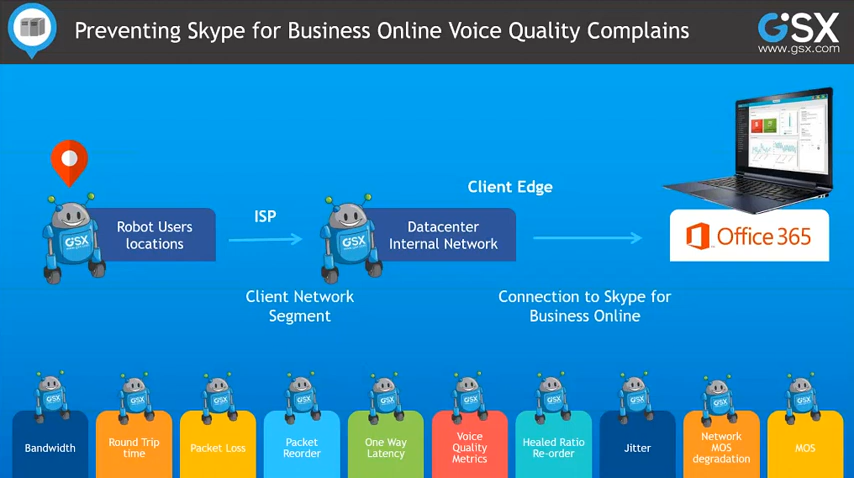 Preventing Skype for Business Online Voice Quality Complains
GSX
www.gsx.com
Client Edge
ISP
GSX
Robot Users
locations
GSX
Datacenter
Internal Network
Office 365
Client Network
Segment
Connection to Skype for
Business Online
Bandwidth
Round Trip
time
Packet Loss
Packet
Reorder
One Way
Latency
Voice
Quality
Metrics
Healed Ratio
Re-order
Jitter
Network
MOS
degradation
MOS